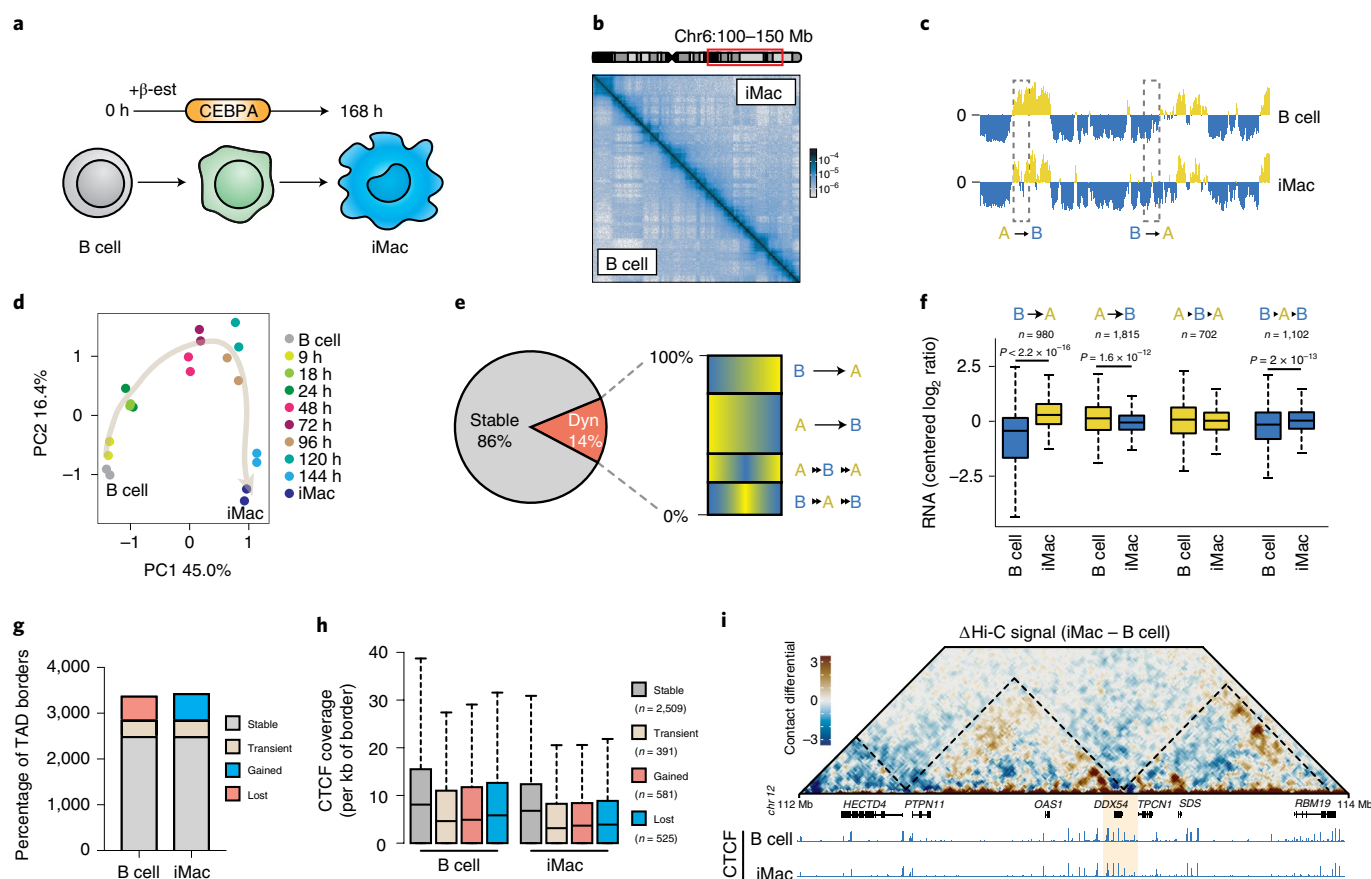 a
+β-est
0 h
CEBPA
168 h
B cell
iMac
b
Chr6:100–150 Mb
iMac
B cell
10⁻⁴
10⁻⁵
10⁻⁶
c
0
B cell
0
iMac
A → B
B → A
d
PC2 16.4%
1
0
−1
−1
0
1
PC1 45.0%
B cell
iMac
B cell
9 h
18 h
24 h
48 h
72 h
96 h
120 h
144 h
iMac
e
Stable
86%
Dyn
14%
100%
0%
B → A
A → B
A B A
B A B
f
B → A
A → B
A B A
B A B
n = 980
n = 1,815
n = 702
n = 1,102
P < 2.2 × 10⁻¹⁶
P = 1.6 × 10⁻¹²
P = 2 × 10⁻¹³
RNA (centered log₂ ratio)
2.5
0
−2.5
B cell
iMac
B cell
iMac
B cell
iMac
B cell
iMac
g
Percentage of TAD borders
4,000
3,000
2,000
1,000
0
B cell
iMac
Stable
Transient
Gained
Lost
h
CTCF coverage
(per kb of border)
40
30
20
10
0
B cell
iMac
Stable
(n = 2,509)
Transient
(n = 391)
Gained
(n = 581)
Lost
(n = 525)
i
ΔHi-C signal (iMac – B cell)
Contact differential
3
0
−3
chr12
112 Mb
114 Mb
HECTD4
PTPN11
OAS1
DDX54
TPCN1
SDS
RBM19
CTCF
B cell
iMac